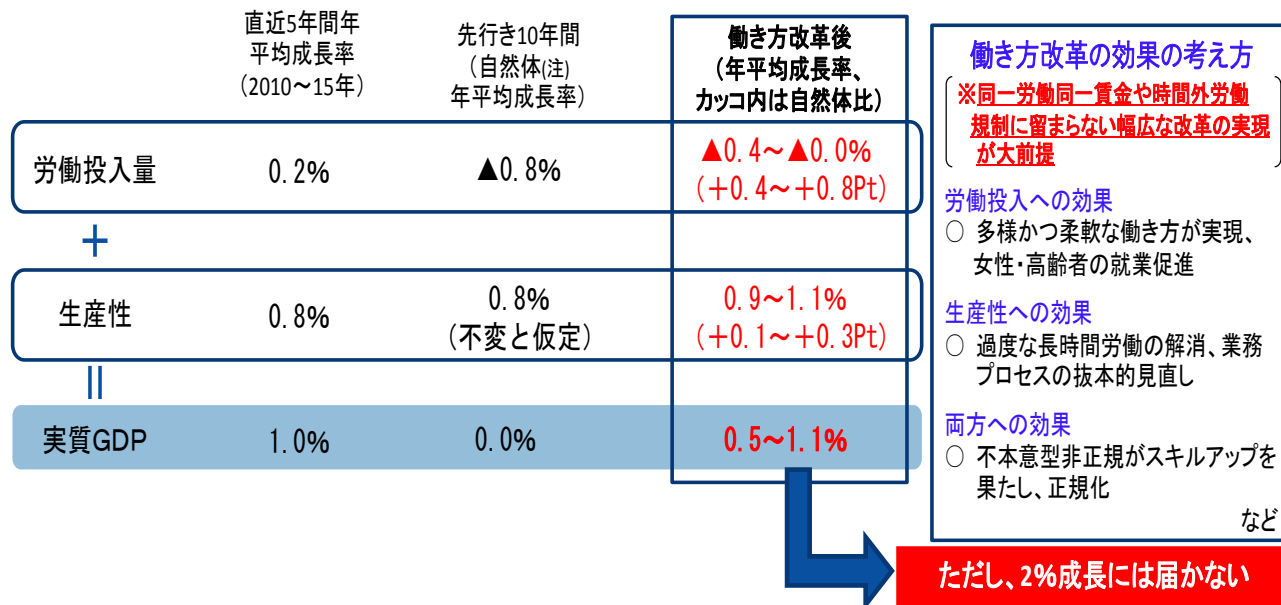 直近5年間年
平均成長率
（2010～15年）
先行き10年間
（自然体(注)
年平均成長率）
働き方改革後
（年平均成長率、
カッコ内は自然体比）
労働投入量
0.2%
▲0.8%
▲0.4～▲0.0%
（＋0.4～＋0.8Pt）
＋
生産性
0.8%
0.8%
（不変と仮定）
0.9～1.1%
（＋0.1～＋0.3Pt）
＝
実質GDP
1.0%
0.0%
0.5～1.1%
働き方改革の効果の考え方
※同一労働同一賃金や時間外労働
規制に留まらない幅広な改革の実現
が大前提
労働投入への効果
○ 多様かつ柔軟な働き方が実現、
女性・高齢者の就業促進
生産性への効果
○ 過度な長時間労働の解消、業務
プロセスの抜本的見直し
両方への効果
○ 不本意型非正規がスキルアップを
果たし、正規化
など
ただし、2%成長には届かない